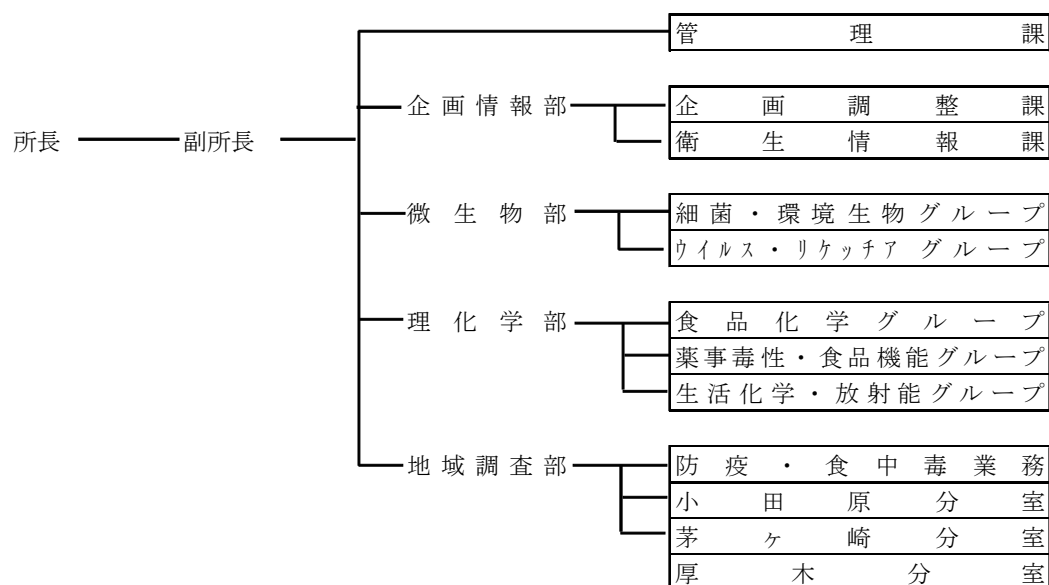 管理課
企画情報部 企画調整課
所長 副所長 衛生情報課
微生物部 細菌・環境生物グループ
ウイルス・リケッチア グループ
理化学部 食品化学グループ
薬事毒性・食品機能グループ
生活化学・放射能グループ
地域調査部 防疫・食中毒業務
小田原分室
茅ヶ崎分室
厚木分室